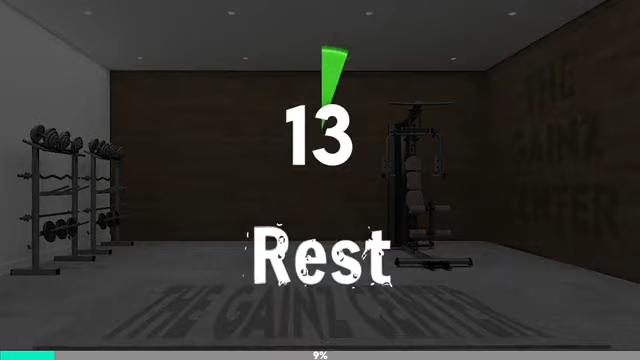 13
Rest
THE
GAINZ
CENTER
THE GAINZ CENTER
9%